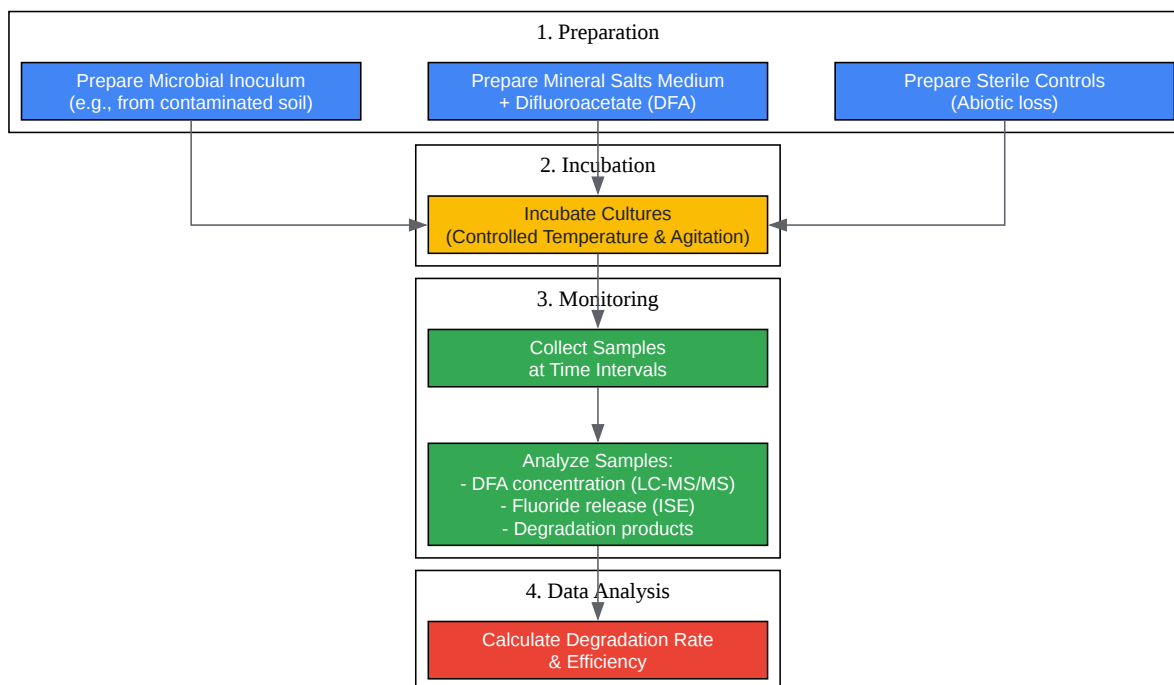 1. Preparation
Prepare Microbial Inoculum
(e.g., from contaminated soil)
Prepare Mineral Salts Medium
+ Difluoroacetate (DFA)
Prepare Sterile Controls
(Abiotic loss)
2. Incubation
Incubate Cultures
(Controlled Temperature & Agitation)
3. Monitoring
Collect Samples
at Time Intervals
Analyze Samples:
- DFA concentration (LC-MS/MS)
- Fluoride release (ISE)
- Degradation products
4. Data Analysis
Calculate Degradation Rate
& Efficiency